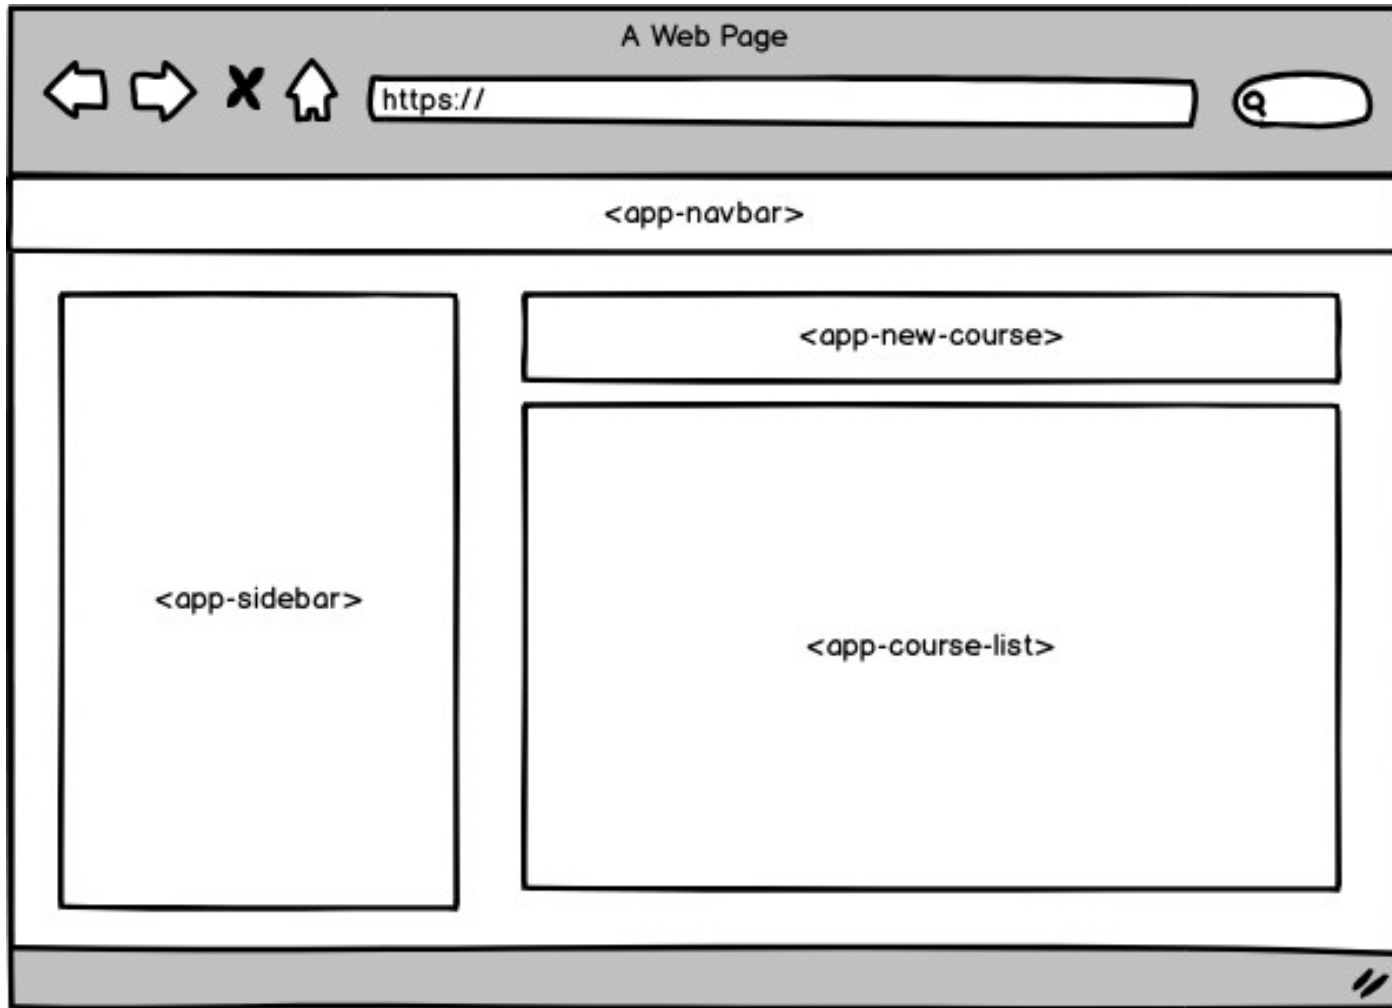 A Web Page
https://
<app-navbar>
<app-sidebar>
<app-new-course>
<app-course-list>